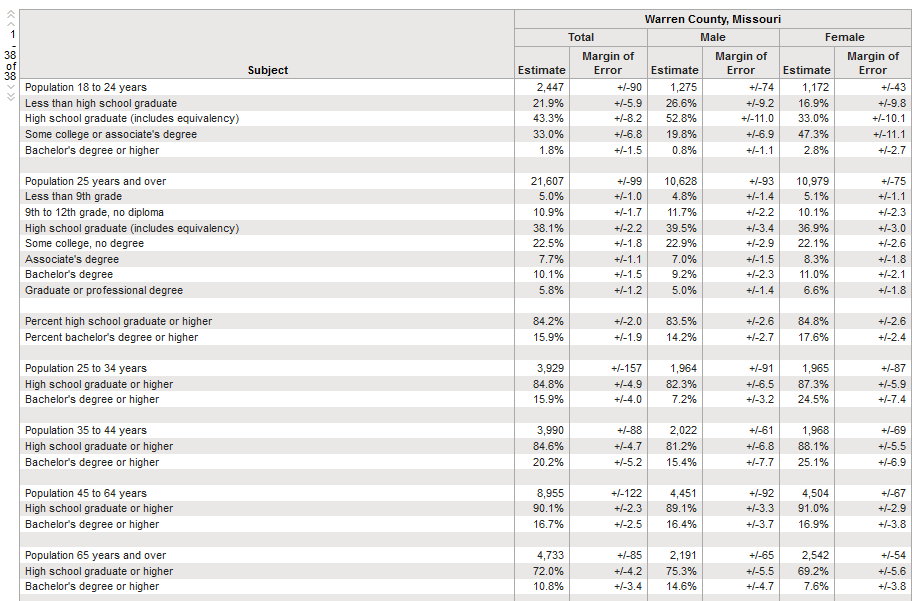 Warren County, Missouri
Total Male Female
Subject Estimate Margin of Error Estimate Margin of Error Estimate Margin of Error
1 - 38 of 38
Population 18 to 24 years 2,447 +/-90 1,275 +/-74 1,172 +/-43
Less than high school graduate 21.9% +/-5.9 26.6% +/-9.2 16.9% +/-9.8
High school graduate (includes equivalency) 43.3% +/-8.2 52.8% +/-11.0 33.0% +/-10.1
Some college or associate's degree 33.0% +/-6.8 19.8% +/-6.9 47.3% +/-11.1
Bachelor's degree or higher 1.8% +/-1.5 0.8% +/-1.1 2.8% +/-2.7
Population 25 years and over 21,607 +/-99 10,628 +/-93 10,979 +/-75
Less than 9th grade 5.0% +/-1.0 4.8% +/-1.4 5.1% +/-1.1
9th to 12th grade, no diploma 10.9% +/-1.7 11.7% +/-2.2 10.1% +/-2.3
High school graduate (includes equivalency) 38.1% +/-2.2 39.5% +/-3.4 36.9% +/-3.0
Some college, no degree 22.5% +/-1.8 22.9% +/-2.9 22.1% +/-2.6
Associate's degree 7.7% +/-1.1 7.0% +/-1.5 8.3% +/-1.8
Bachelor's degree 10.1% +/-1.5 9.2% +/-2.3 11.0% +/-2.1
Graduate or professional degree 5.8% +/-1.2 5.0% +/-1.4 6.6% +/-1.8
Percent high school graduate or higher 84.2% +/-2.0 83.5% +/-2.6 84.8% +/-2.6
Percent bachelor's degree or higher 15.9% +/-1.9 14.2% +/-2.7 17.6% +/-2.4
Population 25 to 34 years 3,929 +/-157 1,964 +/-91 1,965 +/-87
High school graduate or higher 84.8% +/-4.9 82.3% +/-6.5 87.3% +/-5.9
Bachelor's degree or higher 15.9% +/-4.0 7.2% +/-3.2 24.5% +/-7.4
Population 35 to 44 years 3,990 +/-88 2,022 +/-61 1,968 +/-69
High school graduate or higher 84.6% +/-4.7 81.2% +/-6.8 88.1% +/-5.5
Bachelor's degree or higher 20.2% +/-5.2 15.4% +/-7.7 25.1% +/-6.9
Population 45 to 64 years 8,955 +/-122 4,451 +/-92 4,504 +/-67
High school graduate or higher 90.1% +/-2.3 89.1% +/-3.3 91.0% +/-2.9
Bachelor's degree or higher 16.7% +/-2.5 16.4% +/-3.7 16.9% +/-3.8
Population 65 years and over 4,733 +/-85 2,191 +/-65 2,542 +/-54
High school graduate or higher 72.0% +/-4.2 75.3% +/-5.5 69.2% +/-5.6
Bachelor's degree or higher 10.8% +/-3.4 14.6% +/-4.7 7.6% +/-3.8